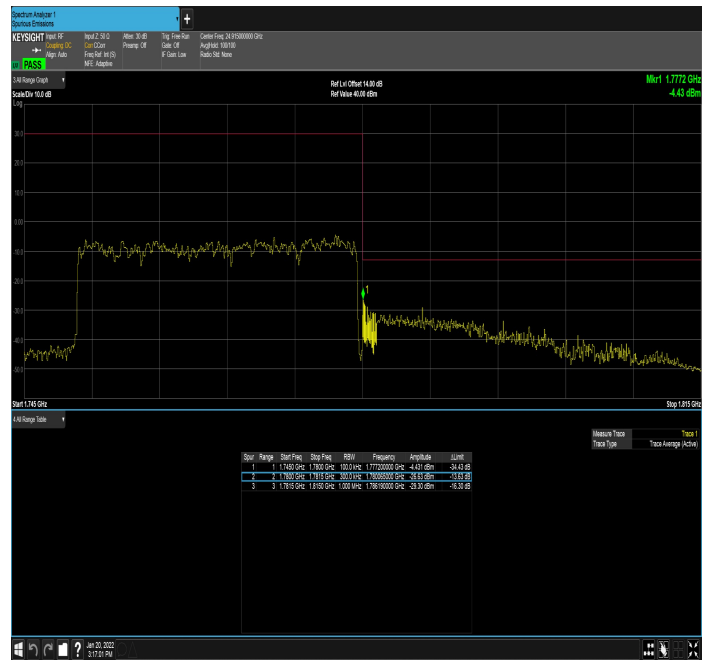 Spectrum Analyzer 1
Spurious Emissions
+
KEYSIGHT Input: RF
Coupling: DC
Align: Auto
Input Z: 50 Ω
Corr CCorr
Freq Ref: Int (S)
NFE: Adaptive
Atten: 30 dB
Preamp: Off
Trig: Free Run
Gate: Off
IF Gain: Low
Center Freq: 24.915000000 GHz
Avg|Hold: 100/100
Radio Std: None
PASS
3 All Range Graph
Scale/Div 10.0 dB
Ref Lvl Offset 14.00 dB
Ref Value 40.00 dBm
Mkr1 1.7772 GHz
-4.43 dBm
Log
30.0
20.0
10.0
0.00
-10.0
-20.0
-30.0
-40.0
-50.0
1
Start 1.745 GHz
Stop 1.815 GHz
4 All Range Table
Measure Trace Trace 1
Trace Type Trace Average (Active)
Spur Range Start Freq Stop Freq RBW Frequency Amplitude ΔLimit
1 1 1.7450 GHz 1.7800 GHz 100.0 kHz 1.777200000 GHz -4.431 dBm -34.43 dB
2 2 1.7800 GHz 1.7815 GHz 300.0 kHz -26.63 dBm -13.63 dB
3 3 1.7815 GHz 1.8150 GHz 1.000 MHz 1.786190000 GHz -29.30 dBm -16.30 dB
?
Jan 20, 2022
3:17:01 PM